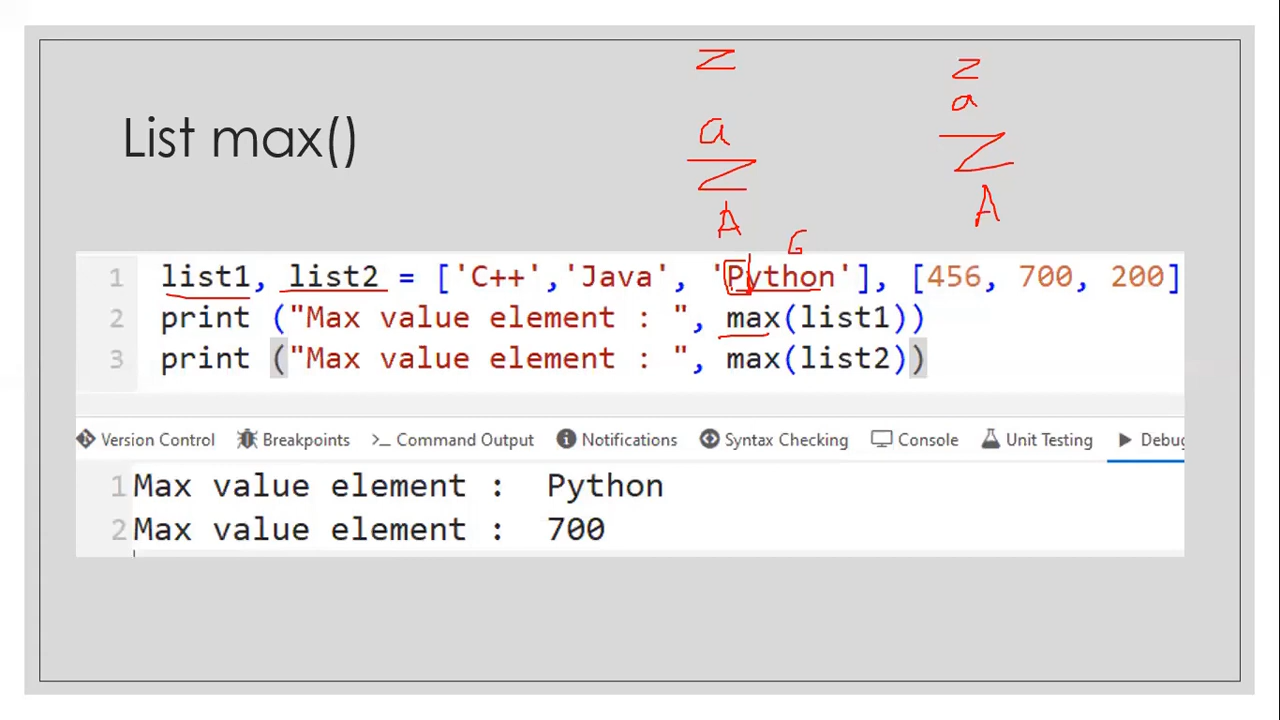 z
z
a
a
Z
Z
A
A
List max()
6
1 list1, list2 = ['C++','Java', 'Python'], [456, 700, 200]
2 print ("Max value element : ", max(list1))
3 print ("Max value element : ", max(list2))
Version Control Breakpoints Command Output Notifications Syntax Checking Console Unit Testing Debug
1 Max value element :  Python
2 Max value element :  700